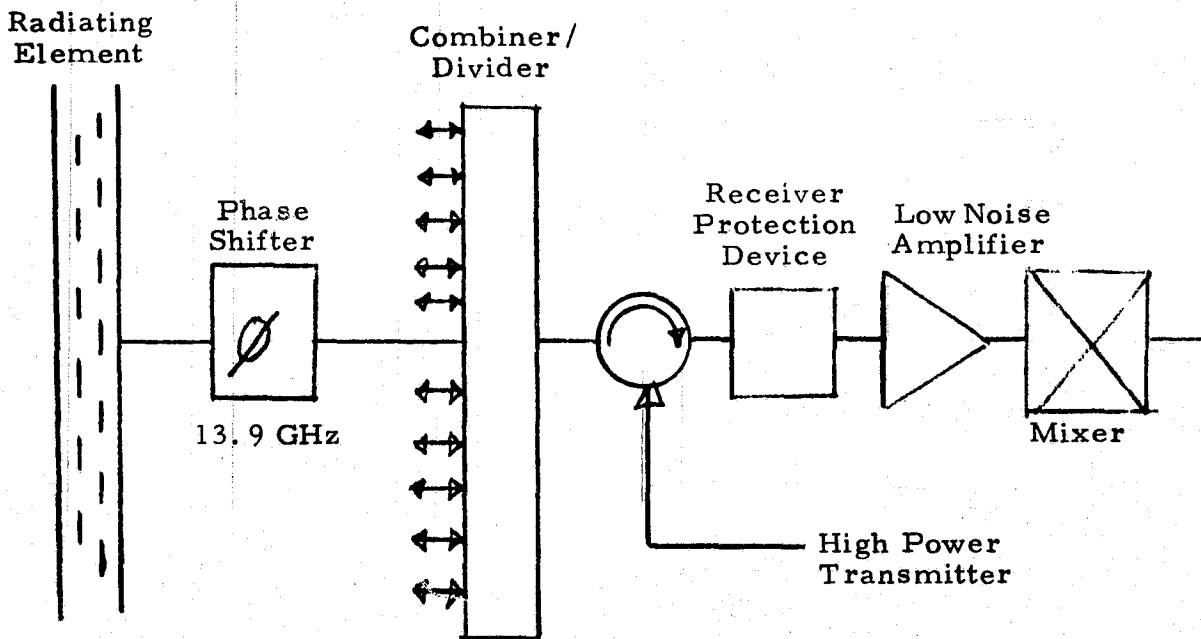 Radiating
Element
Combiner/
Divider
Phase
Shifter
Receiver
Protection
Device
Low Noise
Amplifier
13.9 GHz
Mixer
High Power
Transmitter